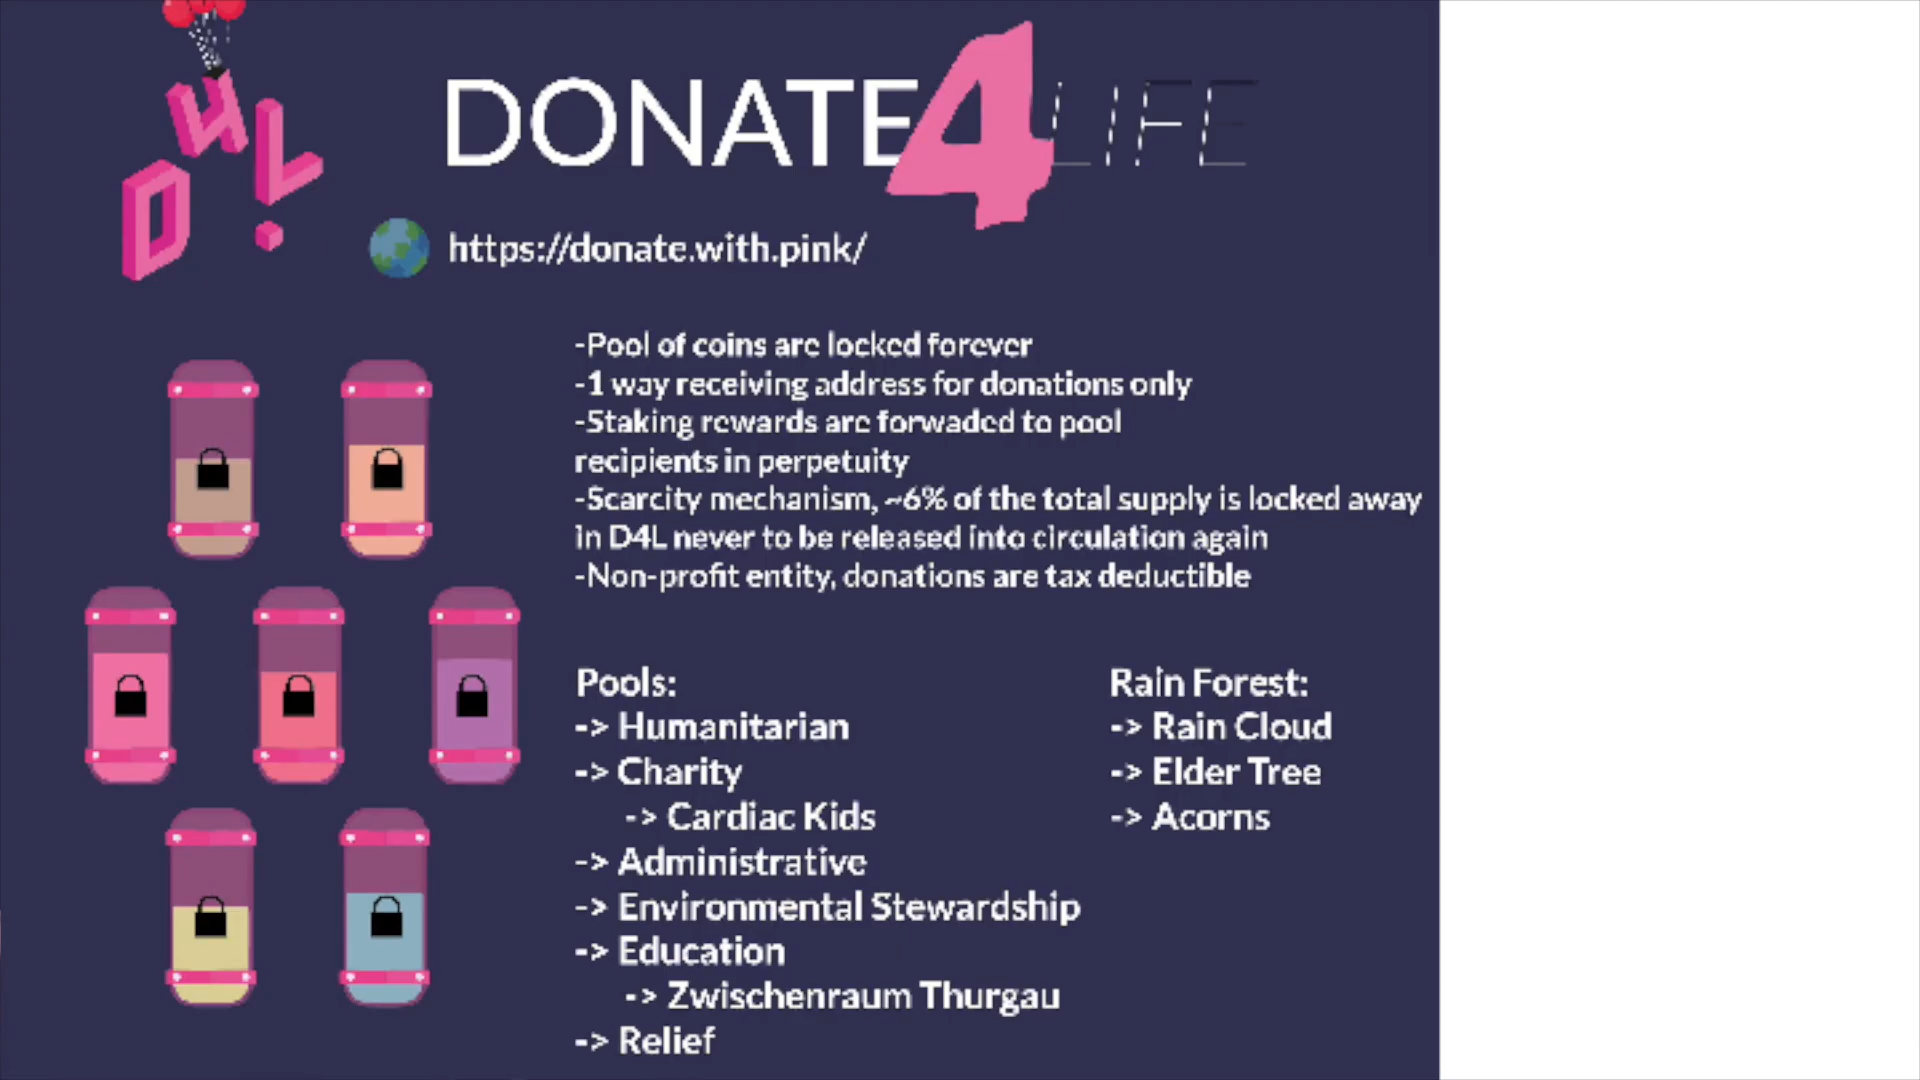 D4L
DONATE4LIFE
https://donate.with.pink/
-Pool of coins are locked forever
-1 way receiving address for donations only
-Staking rewards are forwaded to pool
recipients in perpetuity
-Scarcity mechanism, ~6% of the total supply is locked away
in D4L never to be released into circulation again
-Non-profit entity, donations are tax deductible
Pools:
-> Humanitarian
-> Charity
-> Cardiac Kids
-> Administrative
-> Environmental Stewardship
-> Education
-> Zwischenraum Thurgau
-> Relief
Rain Forest:
-> Rain Cloud
-> Elder Tree
-> Acorns